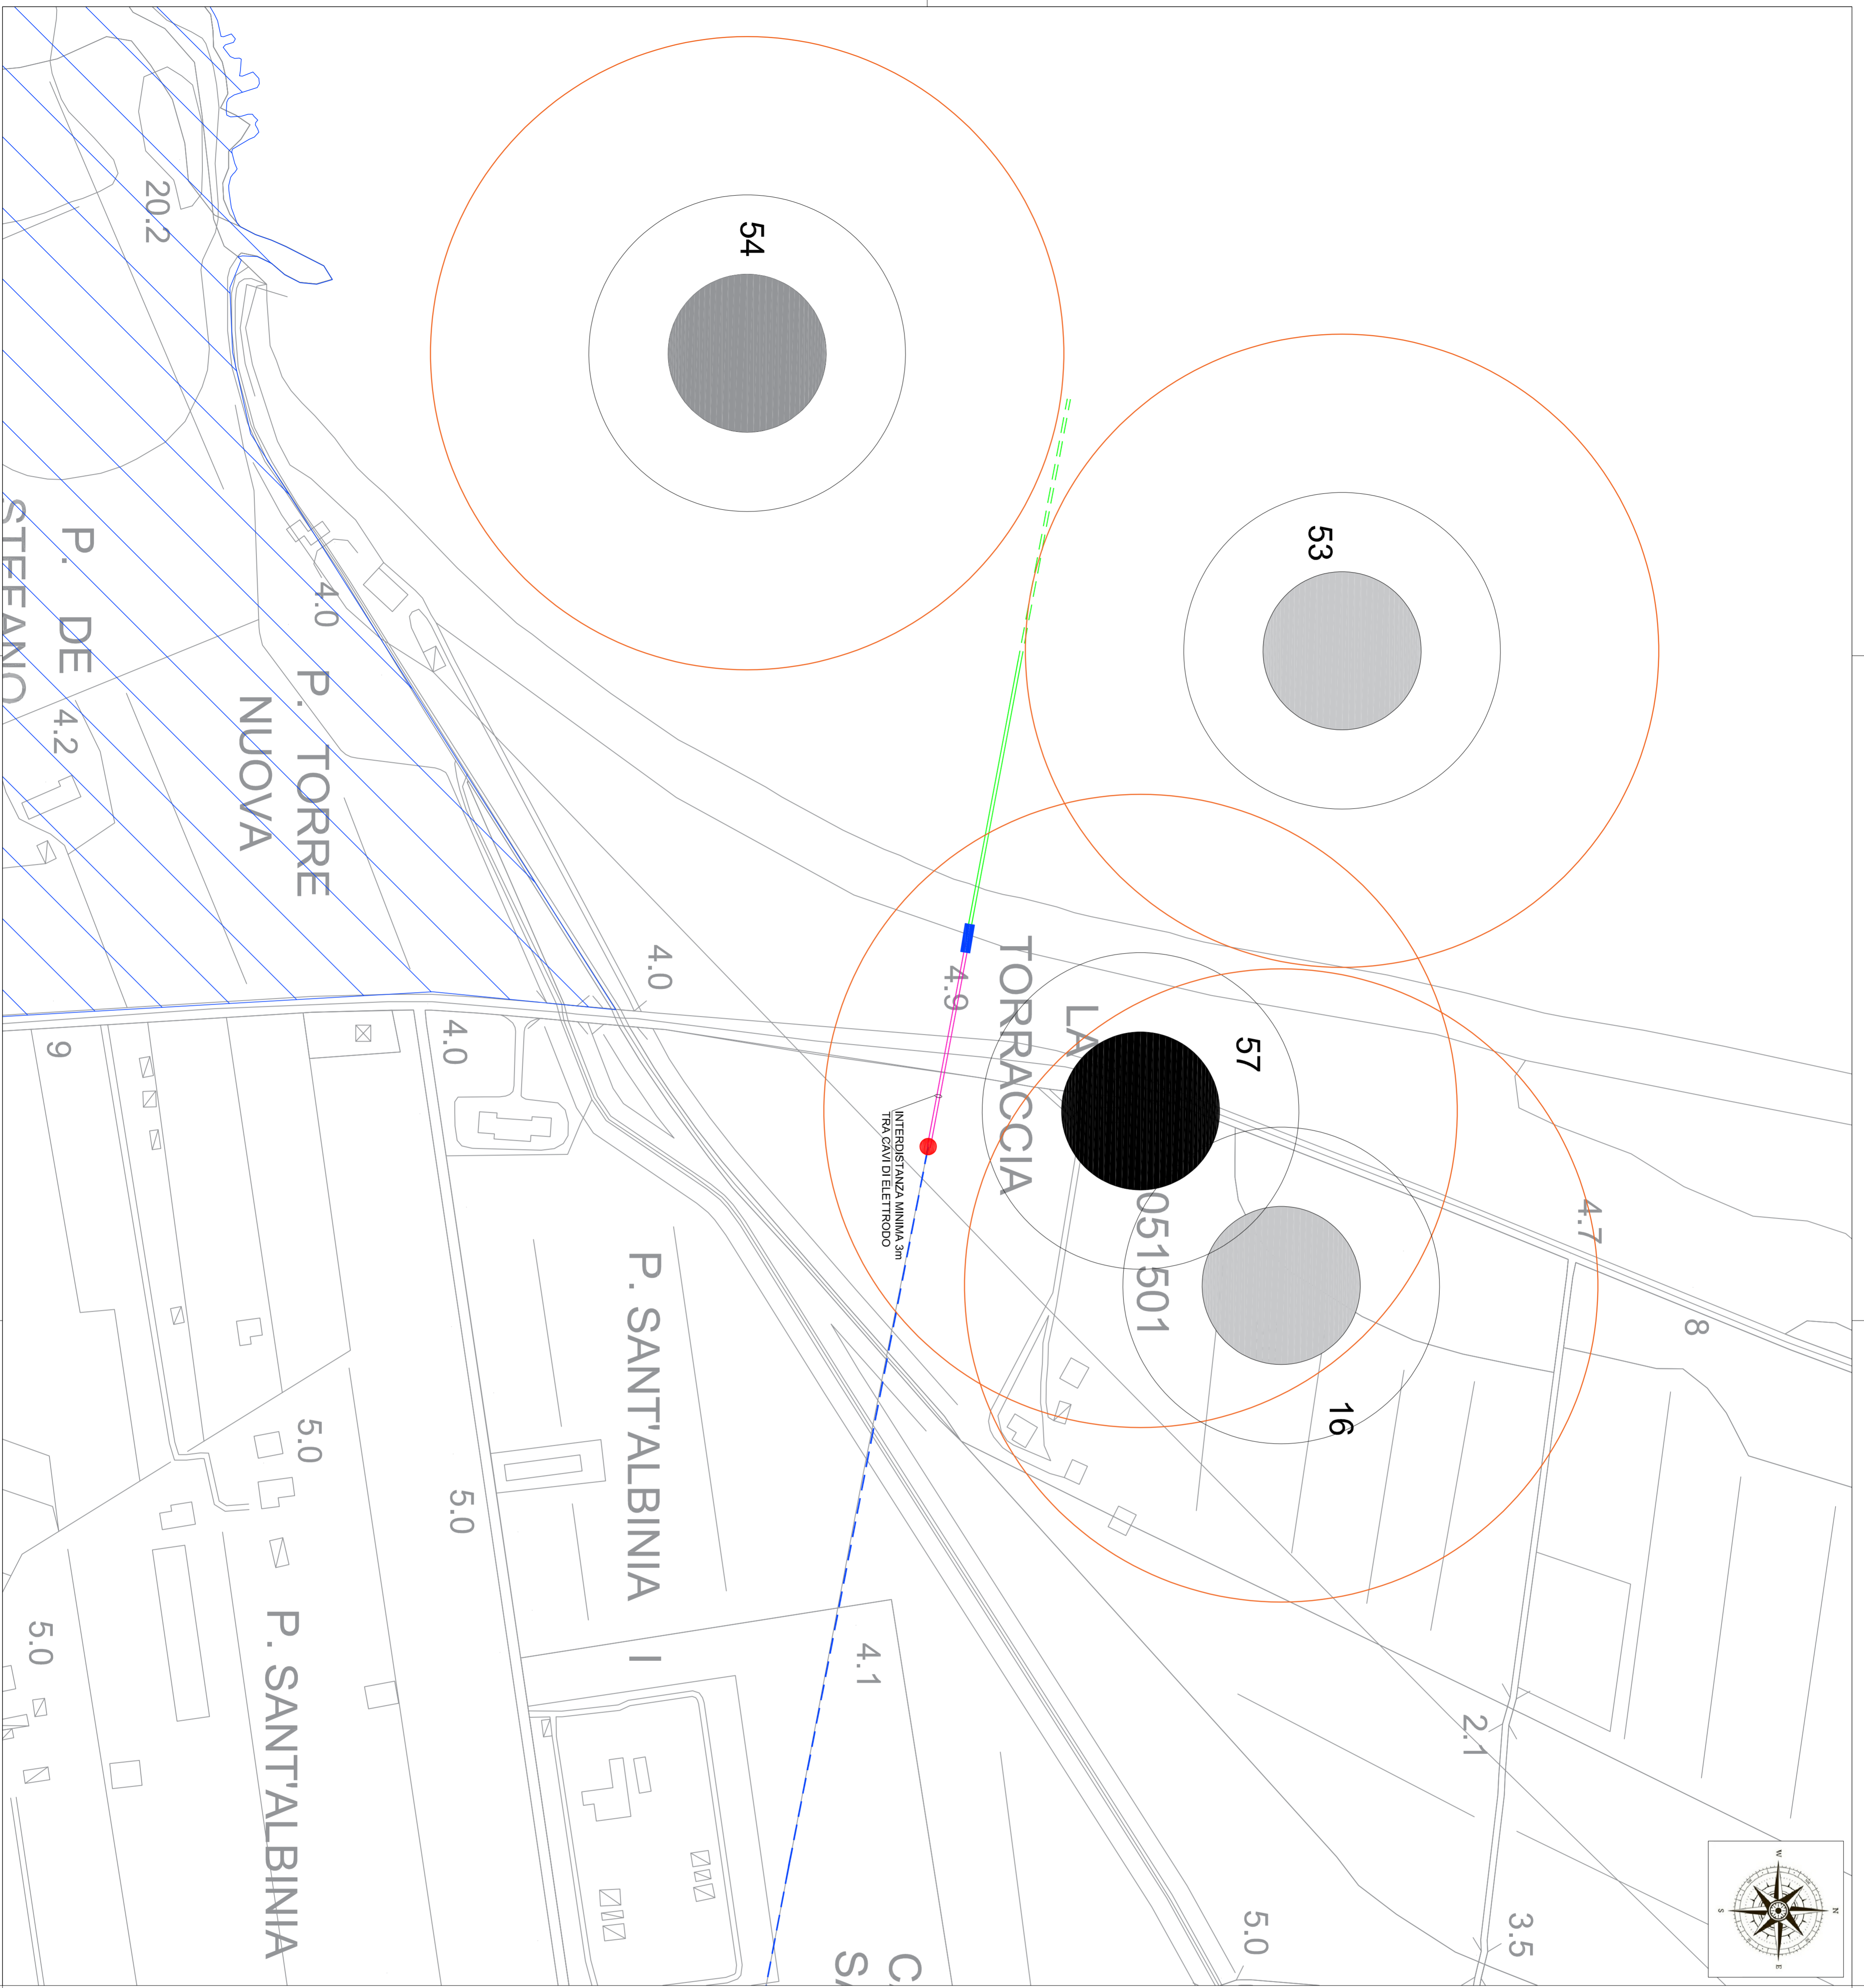 54
53
57
16
20.2
P. DE
STEFANO
4.2
4.0
P. TORRE
NUOVA
4.0
4.9
TORRACCIA
LA
051501
4.7
8
INTERDISTANZA MINIMA 3m
TRA CAVI DI ELETTRODO
9
4.0
P. SANT'ALBINIA I
5.0
5.0
5.0
P. SANT'ALBINIA
4.1
2.1
3.5
5.0
C
SA
N
E
S
W